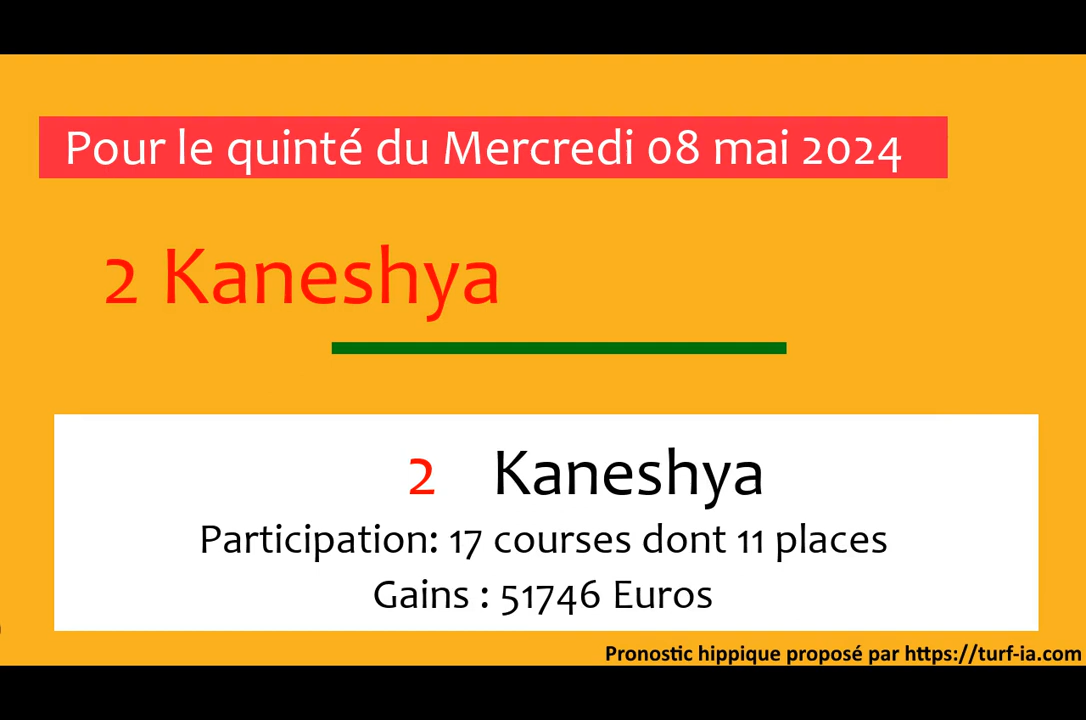 Pour le quinté du Mercredi 08 mai 2024
2 Kaneshya
2 Kaneshya
Participation: 17 courses dont 11 places
Gains : 51746 Euros
Pronostic hippique proposé par https://turf-ia.com